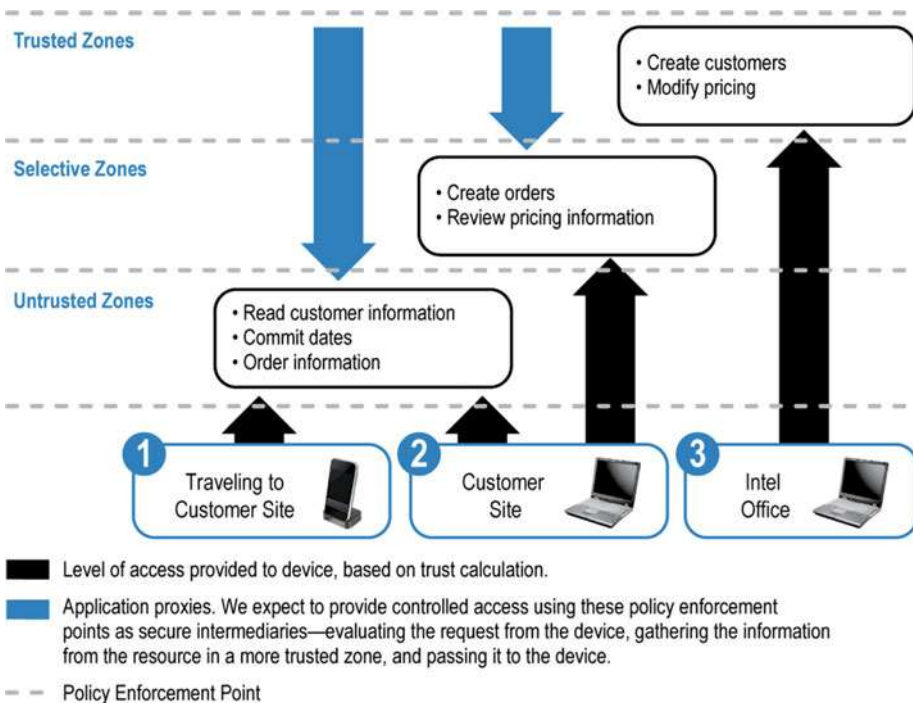 Trusted Zones
• Create customers
• Modify pricing
Selective Zones
• Create orders
• Review pricing information
Untrusted Zones
• Read customer information
• Commit dates
• Order information
1
Traveling to
Customer Site
2
Customer
Site
3
Intel
Office
Level of access provided to device, based on trust calculation.
Application proxies. We expect to provide controlled access using these policy enforcement
points as secure intermediaries—evaluating the request from the device, gathering the information
from the resource in a more trusted zone, and passing it to the device.
Policy Enforcement Point